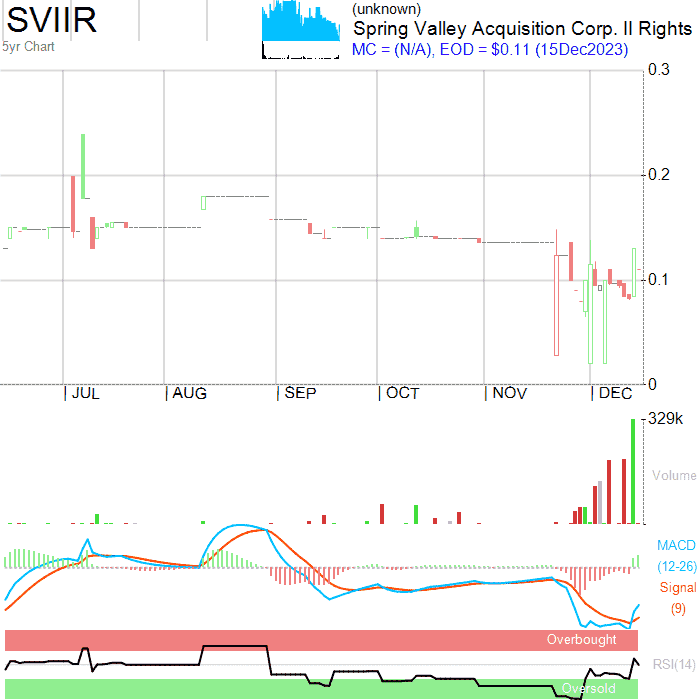 SVIIR
5yr Chart
(unknown)
Spring Valley Acquisition Corp. II Rights
MC = (N/A), EOD = $0.11 (15Dec2023)
0.3
0.2
0.1
0
JUL
AUG
SEP
OCT
NOV
DEC
329k
Volume
MACD
(12-26)
Signal
(9)
Overbought
RSI(14)
Oversold